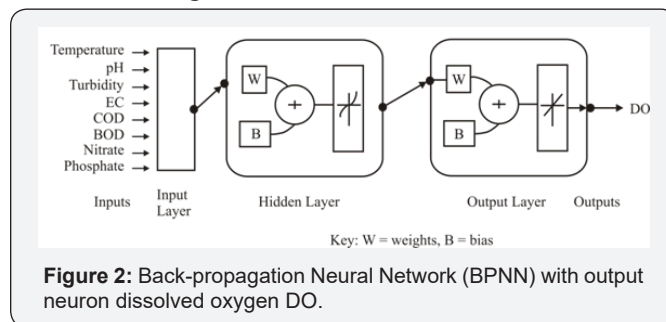 Temperature
pH
Turbidity
EC
COD
BOD
Nitrate
Phosphate
W
+
B
W
+
B
DO
Inputs
Input
Layer
Hidden Layer
Output Layer
Outputs
Key: W = weights, B = bias
Figure 2: Back-propagation Neural Network (BPNN) with output
neuron dissolved oxygen DO.